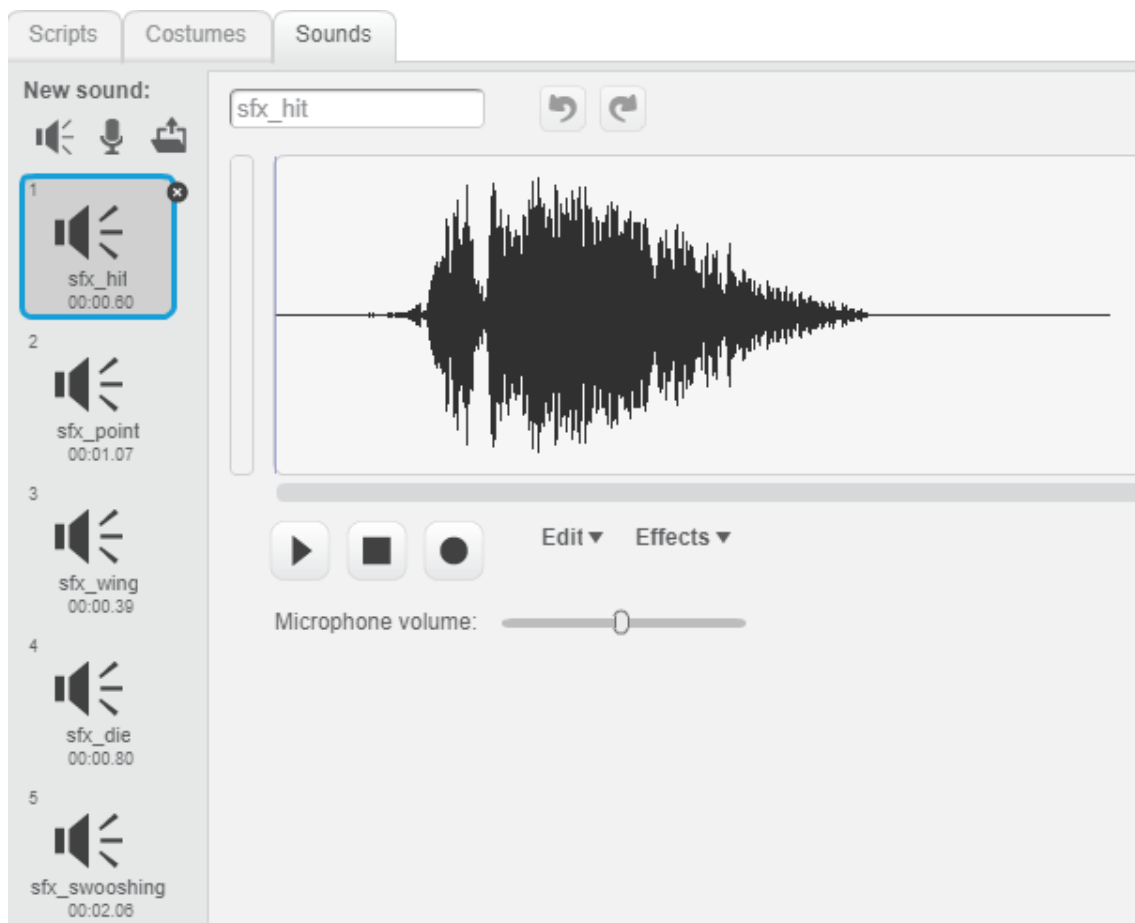 Scripts
Costumes
Sounds
New sound:
sfx_hit
1
sfx_hit
00:00.60
2
sfx_point
00:01.07
3
sfx_wing
00:00.39
4
sfx_die
00:00.80
5
sfx_swooshing
00:02.06
Edit
Effects
Microphone volume: